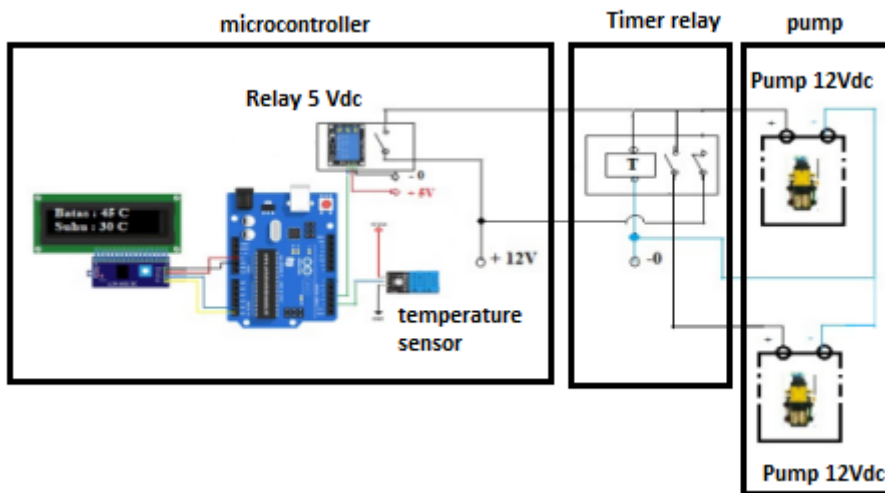 microcontroller
Timer relay
pump
Relay 5 Vdc
Pump 12Vdc
+
-
T
- 0
+ 5V
Batas : 45 C
Suhu : 30 C
+ 12V
-0
temperature
sensor
+
-
Pump 12Vdc